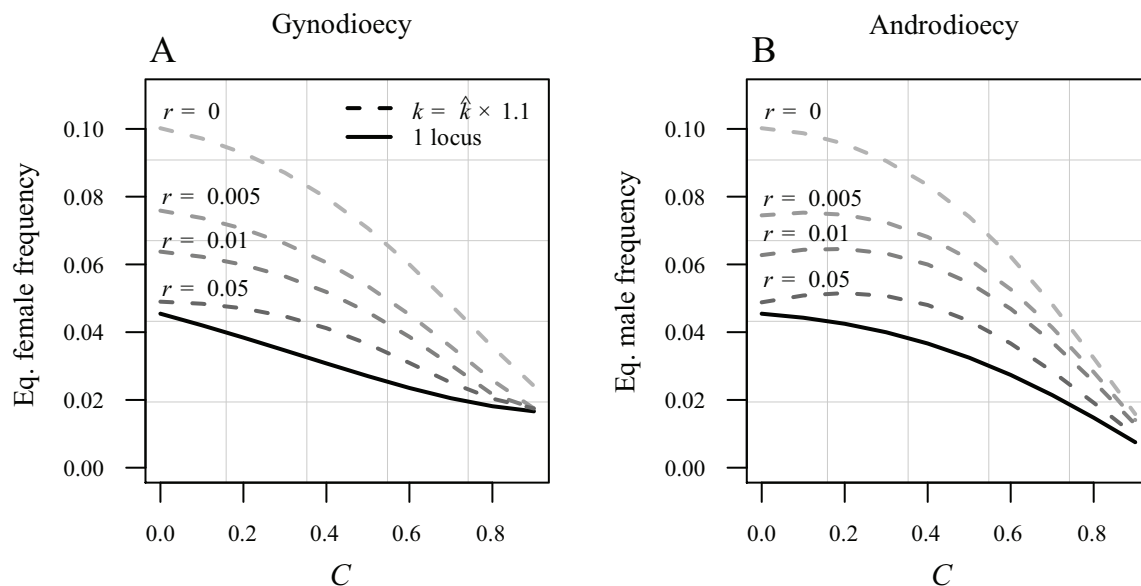 Gynodioecy
A
r = 0
k = k̂ × 1.1
1 locus
r = 0.005
r = 0.01
r = 0.05
0.10
0.08
0.06
0.04
0.02
0.00
Eq. female frequency
0.0 0.2 0.4 0.6 0.8
C
Androdioecy
B
r = 0
r = 0.005
r = 0.01
r = 0.05
0.10
0.08
0.06
0.04
0.02
0.00
Eq. male frequency
0.0 0.2 0.4 0.6 0.8
C